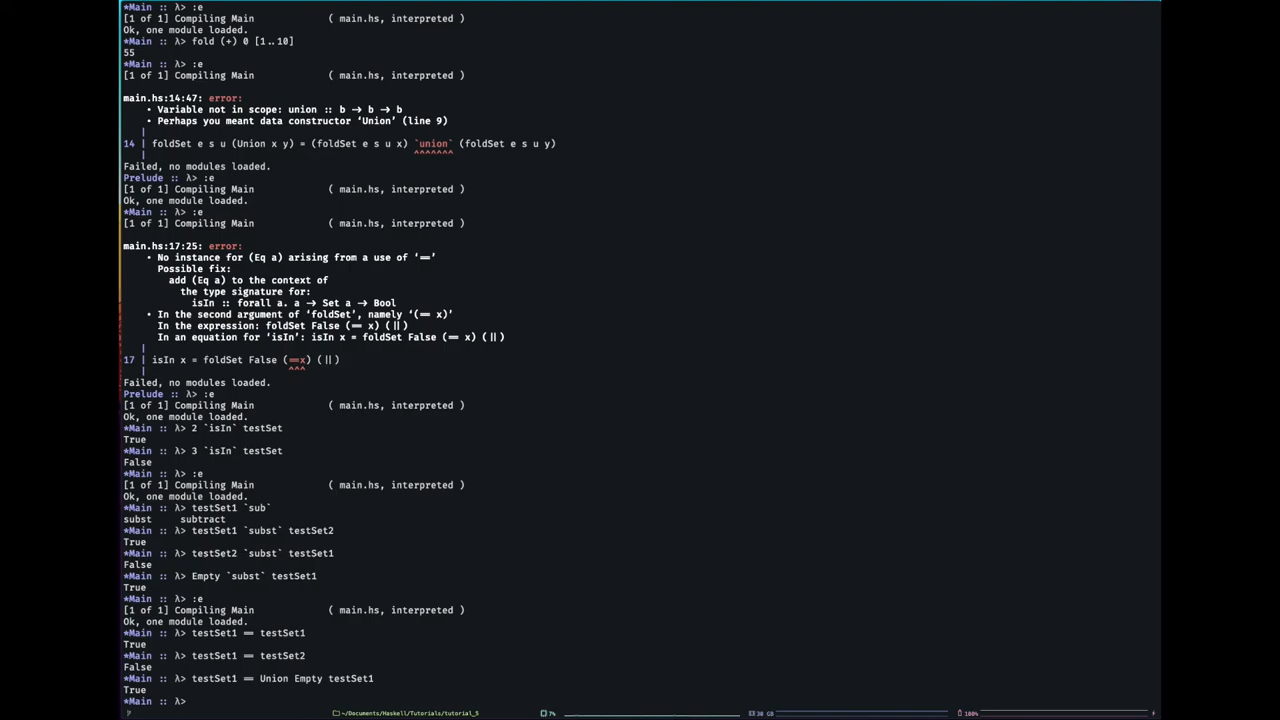 *Main :: λ> :e
[1 of 1] Compiling Main             ( main.hs, interpreted )
Ok, one module loaded.
*Main :: λ> fold (+) 0 [1..10]
55
*Main :: λ> :e
[1 of 1] Compiling Main             ( main.hs, interpreted )
main.hs:14:47: error:
    • Variable not in scope: union :: b → b → b
    • Perhaps you meant data constructor ‘Union’ (line 9)
   |
14 | foldSet e s u (Union x y) = (foldSet e s u x) `union` (foldSet e s u y)
   |                                               ^^^^^^^
Failed, no modules loaded.
Prelude :: λ> :e
[1 of 1] Compiling Main             ( main.hs, interpreted )
Ok, one module loaded.
*Main :: λ> :e
[1 of 1] Compiling Main             ( main.hs, interpreted )
main.hs:17:25: error:
    • No instance for (Eq a) arising from a use of ‘==’
      Possible fix:
        add (Eq a) to the context of
          the type signature for:
            isIn :: forall a. a → Set a → Bool
    • In the second argument of ‘foldSet’, namely ‘(== x)’
      In the expression: foldSet False (== x) (||)
      In an equation for ‘isIn’: isIn x = foldSet False (== x) (||)
   |
17 | isIn x = foldSet False (==x) (||)
   |                         ^^^
Failed, no modules loaded.
Prelude :: λ> :e
[1 of 1] Compiling Main             ( main.hs, interpreted )
Ok, one module loaded.
*Main :: λ> 2 `isIn` testSet
True
*Main :: λ> 3 `isIn` testSet
False
*Main :: λ> :e
[1 of 1] Compiling Main             ( main.hs, interpreted )
Ok, one module loaded.
*Main :: λ> testSet1 `sub`
subst     subtract
*Main :: λ> testSet1 `subst` testSet2
True
*Main :: λ> testSet2 `subst` testSet1
False
*Main :: λ> Empty `subst` testSet1
True
*Main :: λ> :e
[1 of 1] Compiling Main             ( main.hs, interpreted )
Ok, one module loaded.
*Main :: λ> testSet1 == testSet1
True
*Main :: λ> testSet1 == testSet2
False
*Main :: λ> testSet1 == Union Empty testSet1
True
*Main :: λ>
~/Documents/Haskell/Tutorials/tutorial_5 7% 38 GB 100%